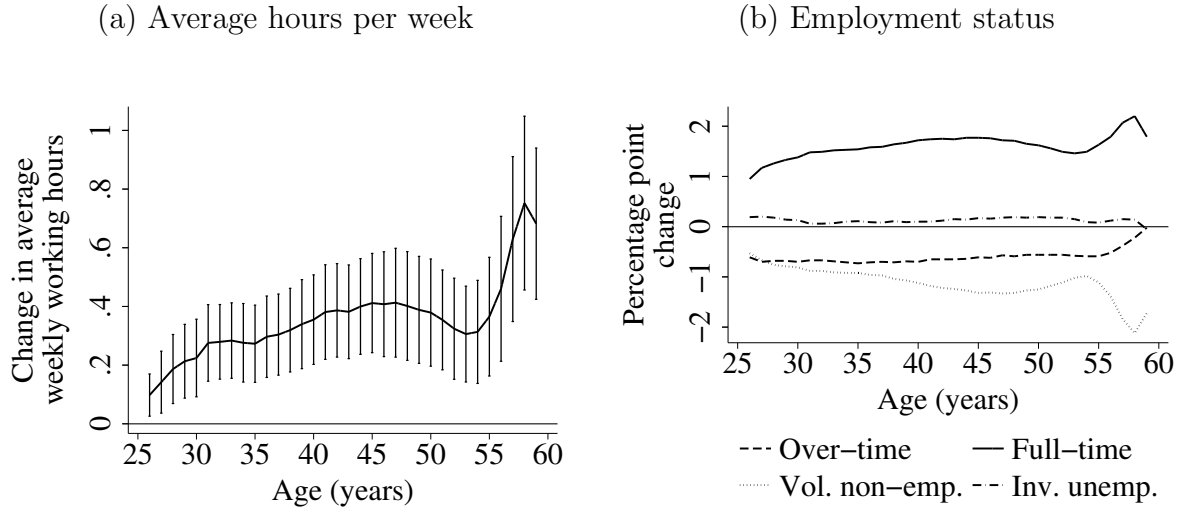 (a) Average hours per week
Change in average
weekly working hours
1
.8
.6
.4
.2
0
25 30 35 40 45 50 55 60
Age (years)
(b) Employment status
Percentage point
change
2
1
0
−1
−2
25 30 35 40 45 50 55 60
Age (years)
Over−time Full−time
Vol. non−emp. Inv. unemp.